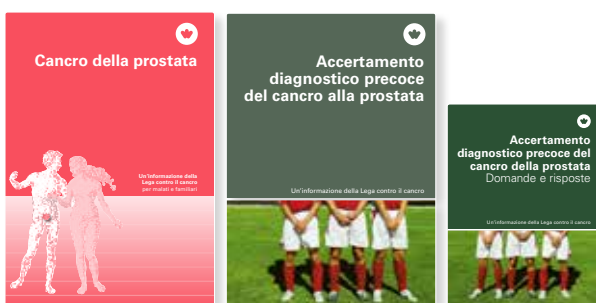 Cancro della prostata
Un'informazione della
Lega contro il cancro
per malati e familiari
Accertamento
diagnostico precoce
del cancro alla prostata
Un'informazione della Lega contro il cancro
Accertamento
diagnostico precoce del
cancro della prostata
Domande e risposte
Un'informazione della Lega contro il cancro